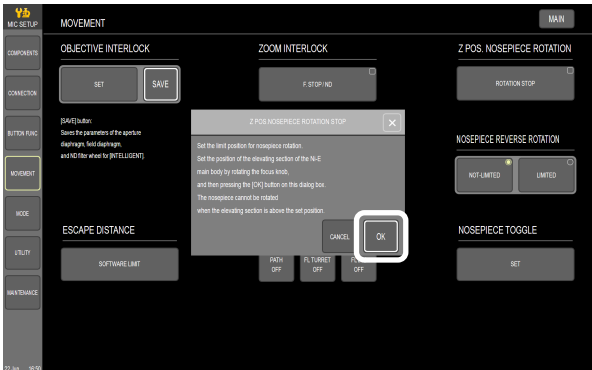 MIC SETUP
MOVEMENT
MAIN
COMPONENTS
CONNECTION
BUTTON FUNC
MOVEMENT
MODE
UTILITY
MAINTENANCE
OBJECTIVE INTERLOCK
SET
SAVE
[SAVE] button:
Saves the parameters of the aperture
diaphragm, field diaphragm,
and ND filter wheel for [INTELLIGENT].
ESCAPE DISTANCE
SOFTWARE LIMIT
ZOOM INTERLOCK
F. STOP / ND
Z POS NOSEPIECE ROTATION STOP
Set the limit position for nosepiece rotation.
Set the position of the elevating section of the Ni-E
main body by rotating the focus knob,
and then pressing the [OK] button on this dialog box.
The nosepiece cannot be rotated
when the elevating section is above the set position.
CANCEL
OK
PATH
OFF
FL TURRET
OFF
OFF
Z POS. NOSEPIECE ROTATION
ROTATION STOP
NOSEPIECE REVERSE ROTATION
NOT-LIMITED
LIMITED
NOSEPIECE TOGGLE
SET
16:50